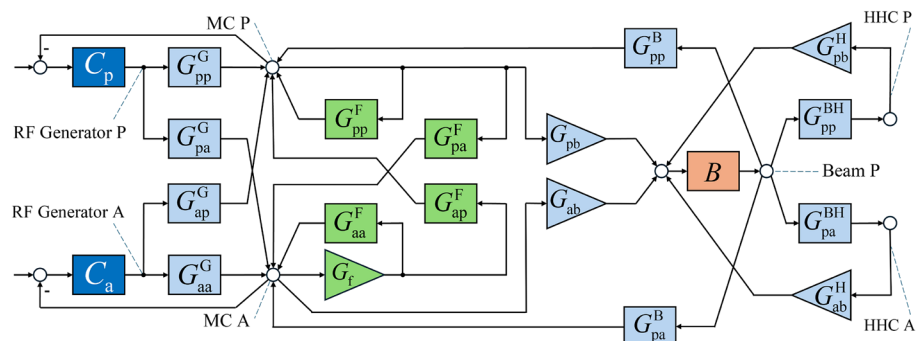 MC P
HHC P
-
C_p
G^G_pp
G^B_pp
G^H_pb
RF Generator P
G^F_pp
G^BH_pp
G^G_pa
G^F_pa
G_pb
B
Beam P
RF Generator A
G^G_ap
G^F_ap
G_ab
G^F_aa
G^BH_pa
-
C_a
G^G_aa
G_f
G^H_ab
MC A
G^B_pa
HHC A